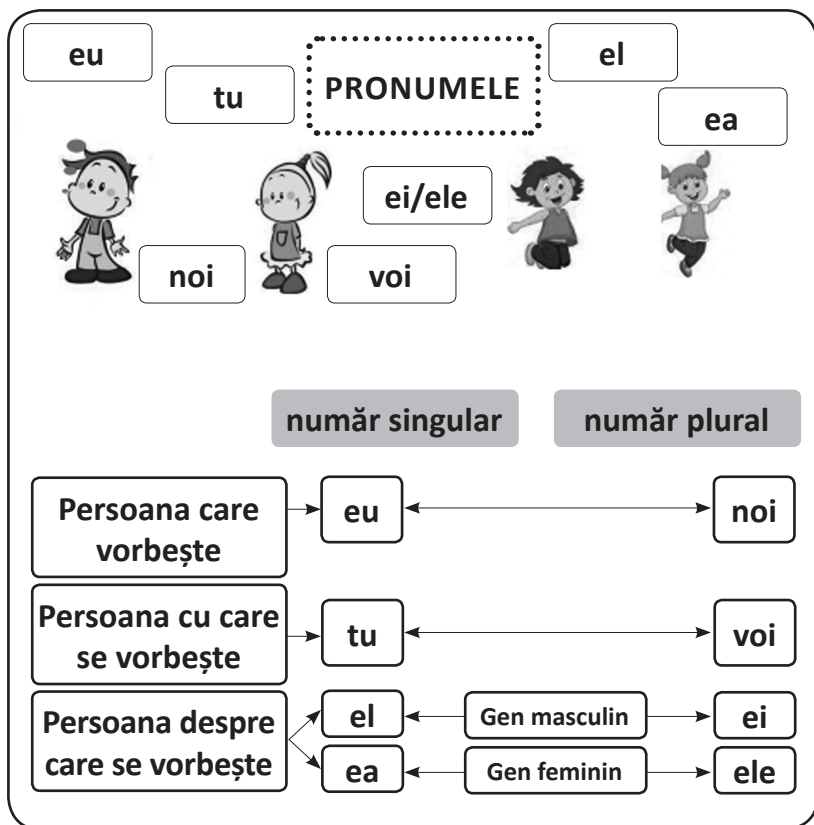 eu
tu
PRONUMELE
el
ea
ei/ele
noi
voi
număr singular
număr plural
Persoana care
vorbește
eu
noi
Persoana cu care
se vorbește
tu
voi
Persoana despre
care se vorbește
el
Gen masculin
ei
ea
Gen feminin
ele